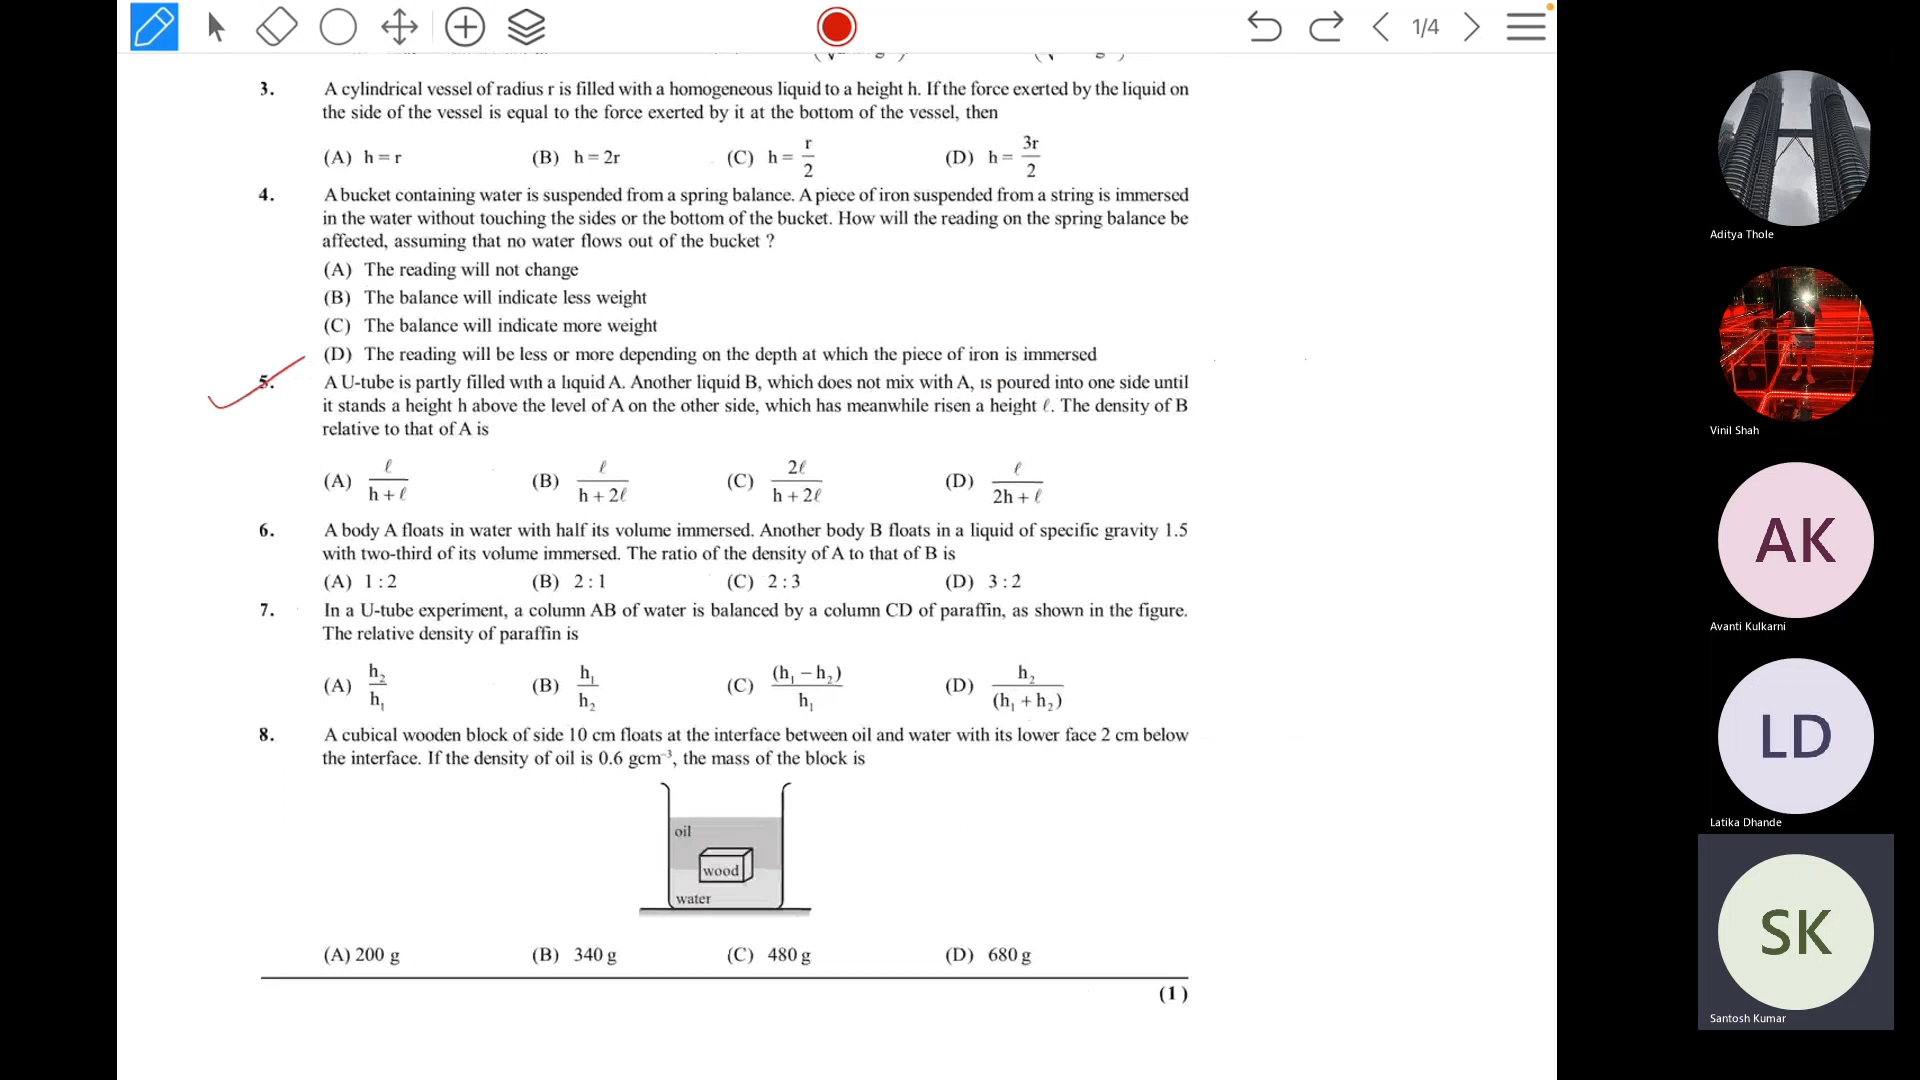 1/4
3. A cylindrical vessel of radius r is filled with a homogeneous liquid to a height h. If the force exerted by the liquid on
the side of the vessel is equal to the force exerted by it at the bottom of the vessel, then
(A) h = r (B) h = 2r (C) h = r/2 (D) h = 3r/2
4. A bucket containing water is suspended from a spring balance. A piece of iron suspended from a string is immersed
in the water without touching the sides or the bottom of the bucket. How will the reading on the spring balance be
affected, assuming that no water flows out of the bucket ?
(A) The reading will not change
(B) The balance will indicate less weight
(C) The balance will indicate more weight
(D) The reading will be less or more depending on the depth at which the piece of iron is immersed
5. A U-tube is partly filled with a liquid A. Another liquid B, which does not mix with A, is poured into one side until
it stands a height h above the level of A on the other side, which has meanwhile risen a height ℓ. The density of B
relative to that of A is
(A) ℓ/(h + ℓ) (B) ℓ/(h + 2ℓ) (C) 2ℓ/(h + 2ℓ) (D) ℓ/(2h + ℓ)
6. A body A floats in water with half its volume immersed. Another body B floats in a liquid of specific gravity 1.5
with two-third of its volume immersed. The ratio of the density of A to that of B is
(A) 1 : 2 (B) 2 : 1 (C) 2 : 3 (D) 3 : 2
7. In a U-tube experiment, a column AB of water is balanced by a column CD of paraffin, as shown in the figure.
The relative density of paraffin is
(A) h₂/h₁ (B) h₁/h₂ (C) (h₁ – h₂)/h₁ (D) h₂/(h₁ + h₂)
8. A cubical wooden block of side 10 cm floats at the interface between oil and water with its lower face 2 cm below
the interface. If the density of oil is 0.6 gcm⁻³, the mass of the block is
oil
wood
water
(A) 200 g (B) 340 g (C) 480 g (D) 680 g
(1)
Aditya Thole
Vinil Shah
AK
Avanti Kulkarni
LD
Latika Dhande
SK
Santosh Kumar